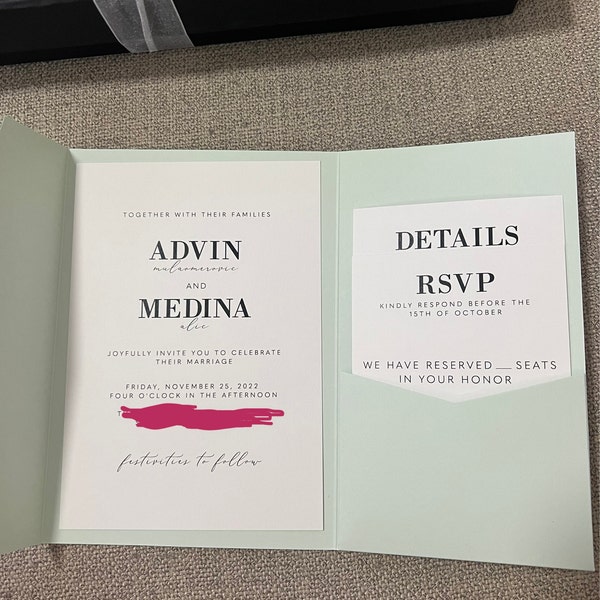 TOGETHER WITH THEIR FAMILIES
ADVIN
mulaomerovic
AND
MEDINA
alic
JOYFULLY INVITE YOU TO CELEBRATE
THEIR MARRIAGE
FRIDAY, NOVEMBER 25, 2022
FOUR O'CLOCK IN THE AFTERNOON
festivities to follow
DETAILS
RSVP
KINDLY RESPOND BEFORE THE
15TH OF OCTOBER
WE HAVE RESERVED __ SEATS
IN YOUR HONOR